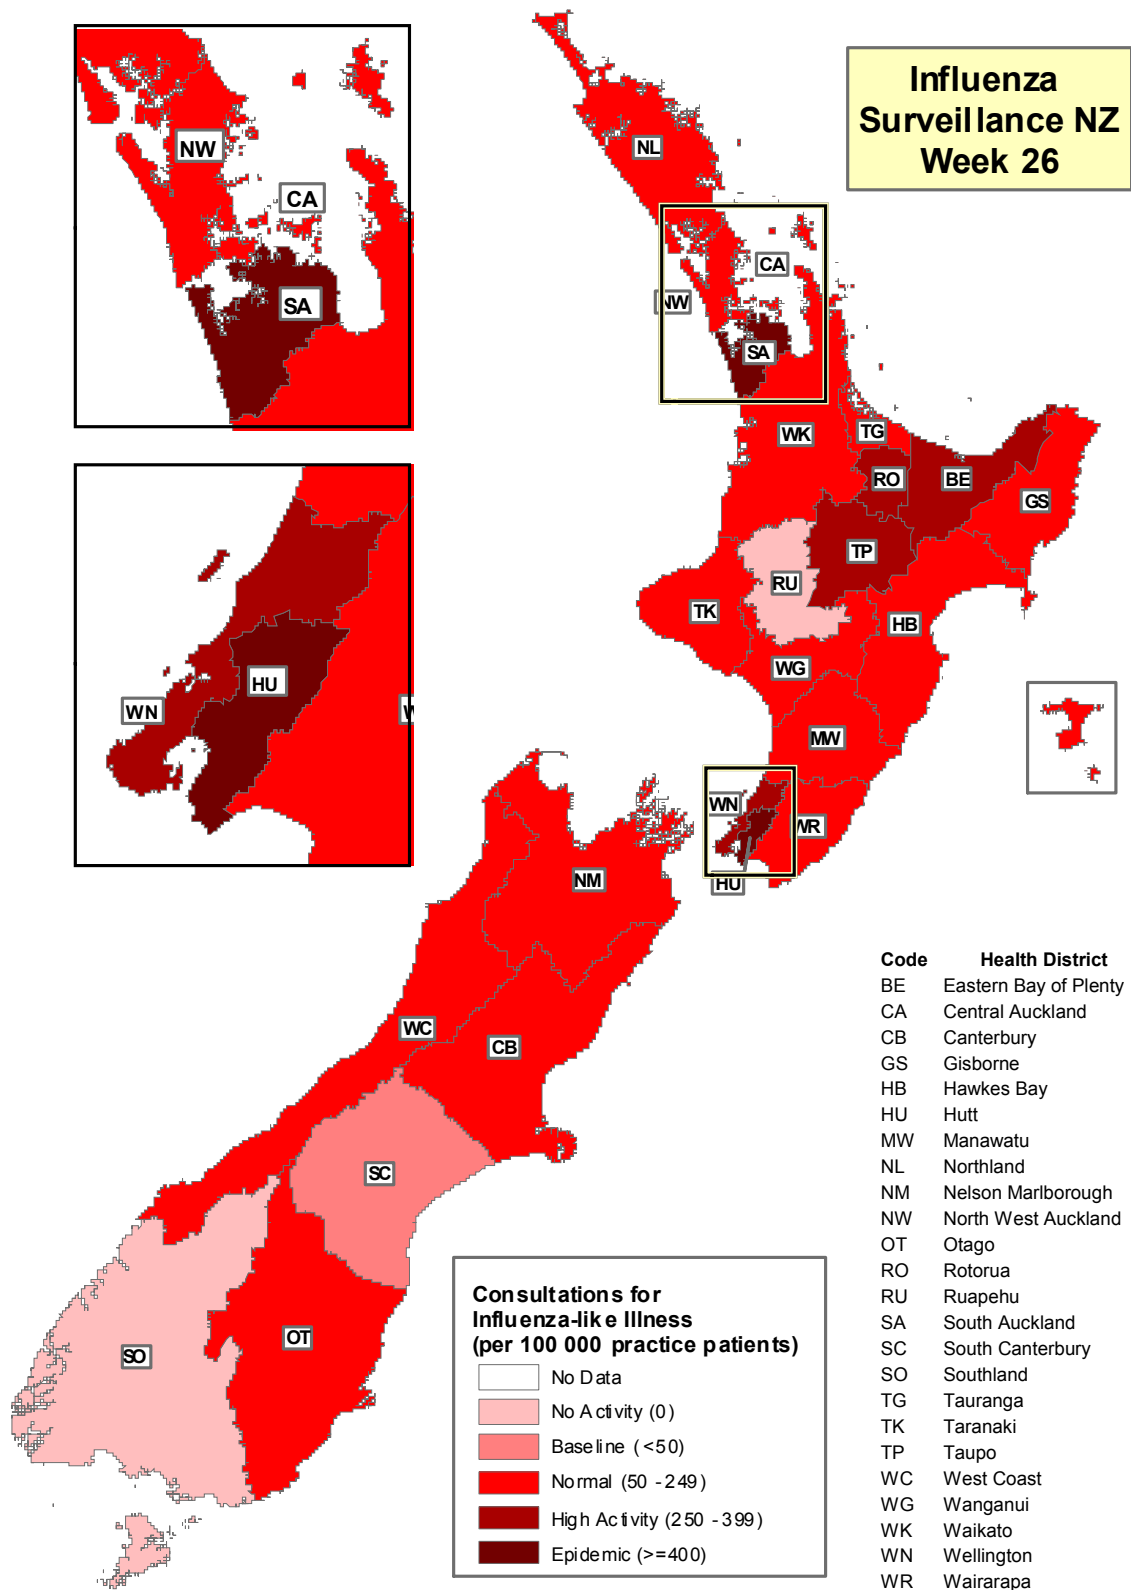 Influenza
Surveillance NZ
Week 26
NW
CA
SA
HU
WN
W
NL
CA
NW
SA
WK
TG
RO
BE
GS
TP
RU
TK
HB
WG
MW
WN
WR
HU
NM
WC
CB
SC
SO
OT
Code Health District
BE Eastern Bay of Plenty
CA Central Auckland
CB Canterbury
GS Gisborne
HB Hawkes Bay
HU Hutt
MW Manawatu
NL Northland
NM Nelson Marlborough
NW North West Auckland
OT Otago
RO Rotorua
RU Ruapehu
SA South Auckland
SC South Canterbury
SO Southland
TG Tauranga
TK Taranaki
TP Taupo
WC West Coast
WG Wanganui
WK Waikato
WN Wellington
WR Wairarapa
Consultations for
Influenza-like Illness
(per 100 000 practice patients)
No Data
No Activity (0)
Baseline (<50)
Normal (50 - 249)
High Activity (250 - 399)
Epidemic (>=400)